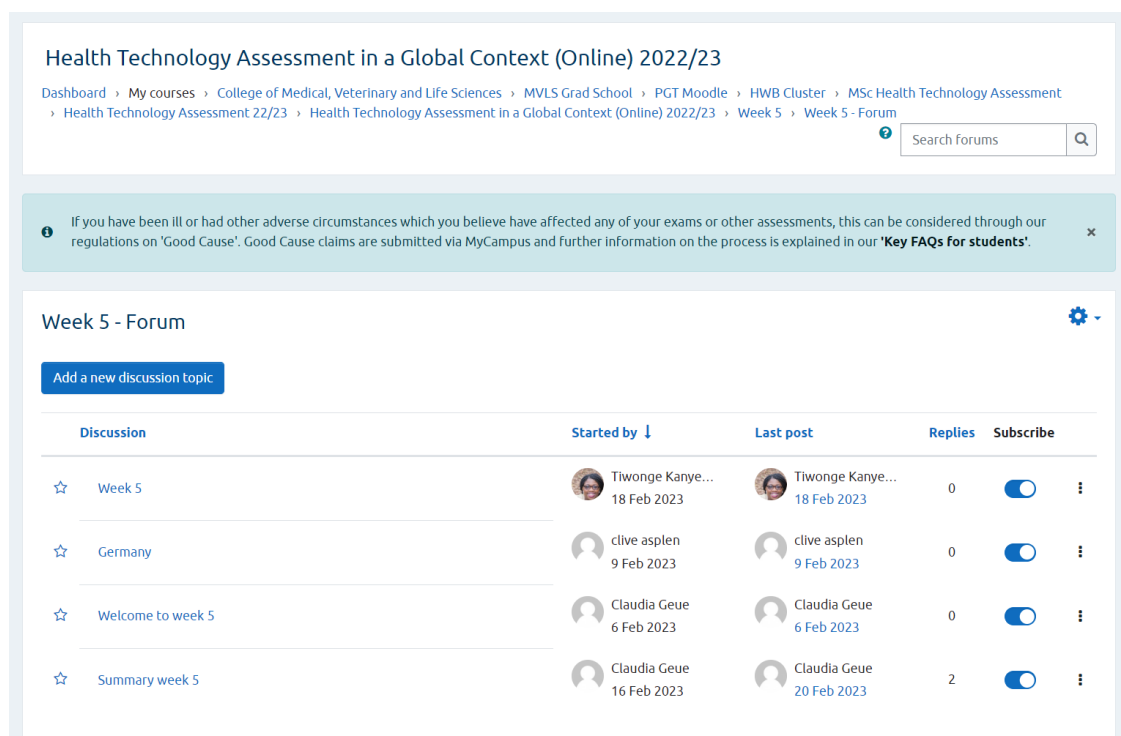 Health Technology Assessment in a Global Context (Online) 2022/23
Dashboard › My courses › College of Medical, Veterinary and Life Sciences › MVLS Grad School › PGT Moodle › HWB Cluster › MSc Health Technology Assessment
› Health Technology Assessment 22/23 › Health Technology Assessment in a Global Context (Online) 2022/23 › Week 5 › Week 5 - Forum
Search forums
If you have been ill or had other adverse circumstances which you believe have affected any of your exams or other assessments, this can be considered through our
regulations on 'Good Cause'. Good Cause claims are submitted via MyCampus and further information on the process is explained in our 'Key FAQs for students'.
Week 5 - Forum
Add a new discussion topic
Discussion Started by ↓ Last post Replies Subscribe
Week 5 Tiwonge Kanye... Tiwonge Kanye... 0
18 Feb 2023 18 Feb 2023
Germany clive asplen clive asplen 0
9 Feb 2023 9 Feb 2023
Welcome to week 5 Claudia Geue Claudia Geue 0
6 Feb 2023 6 Feb 2023
Summary week 5 Claudia Geue Claudia Geue 2
16 Feb 2023 20 Feb 2023